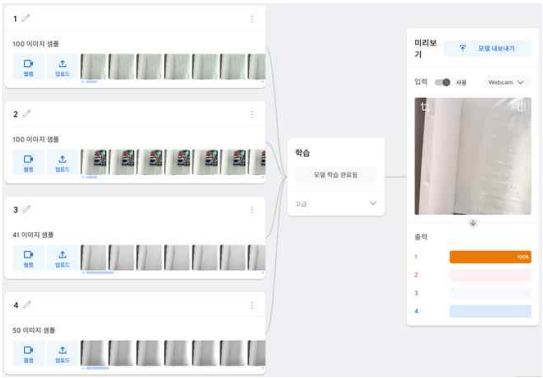 1
100 이미지 샘플
웹캠
업로드
2
100 이미지 샘플
웹캠
업로드
3
41 이미지 샘플
웹캠
업로드
4
50 이미지 샘플
웹캠
업로드
학습
모델 학습 완료됨
고급
미리보
기
모델 내보내기
입력
사용
Webcam
출력
1
100%
2
3
4